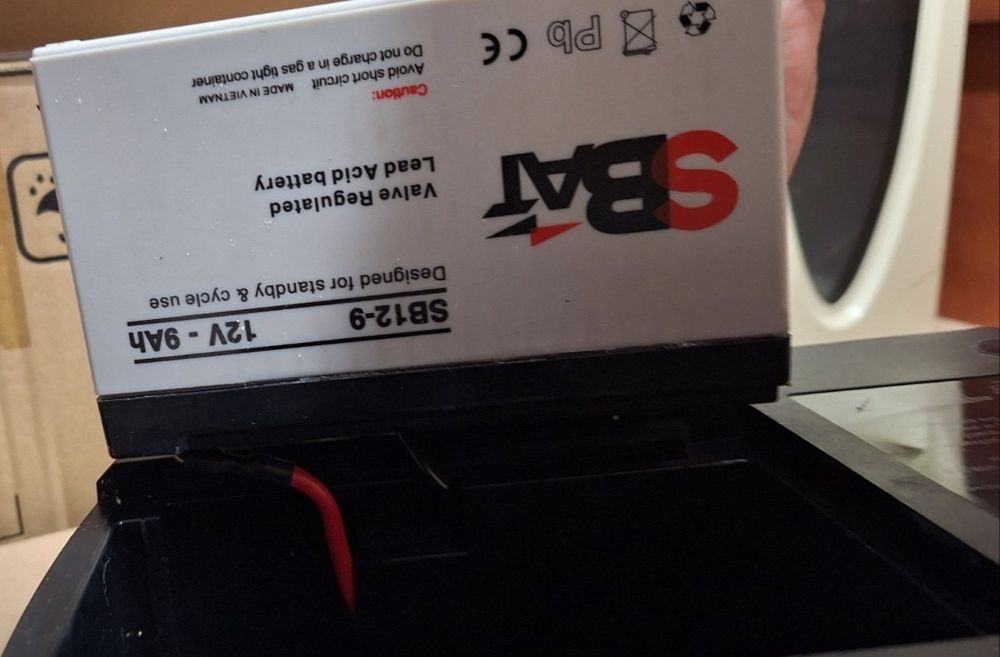 SB12-9 12V - 9Ah
Designed for standby & cycle use
SBAT
Valve Regulated
Lead Acid battery
Caution:
Avoid short circuit MADE IN VIETNAM
Do not charge in a gas tight container
Pb CE